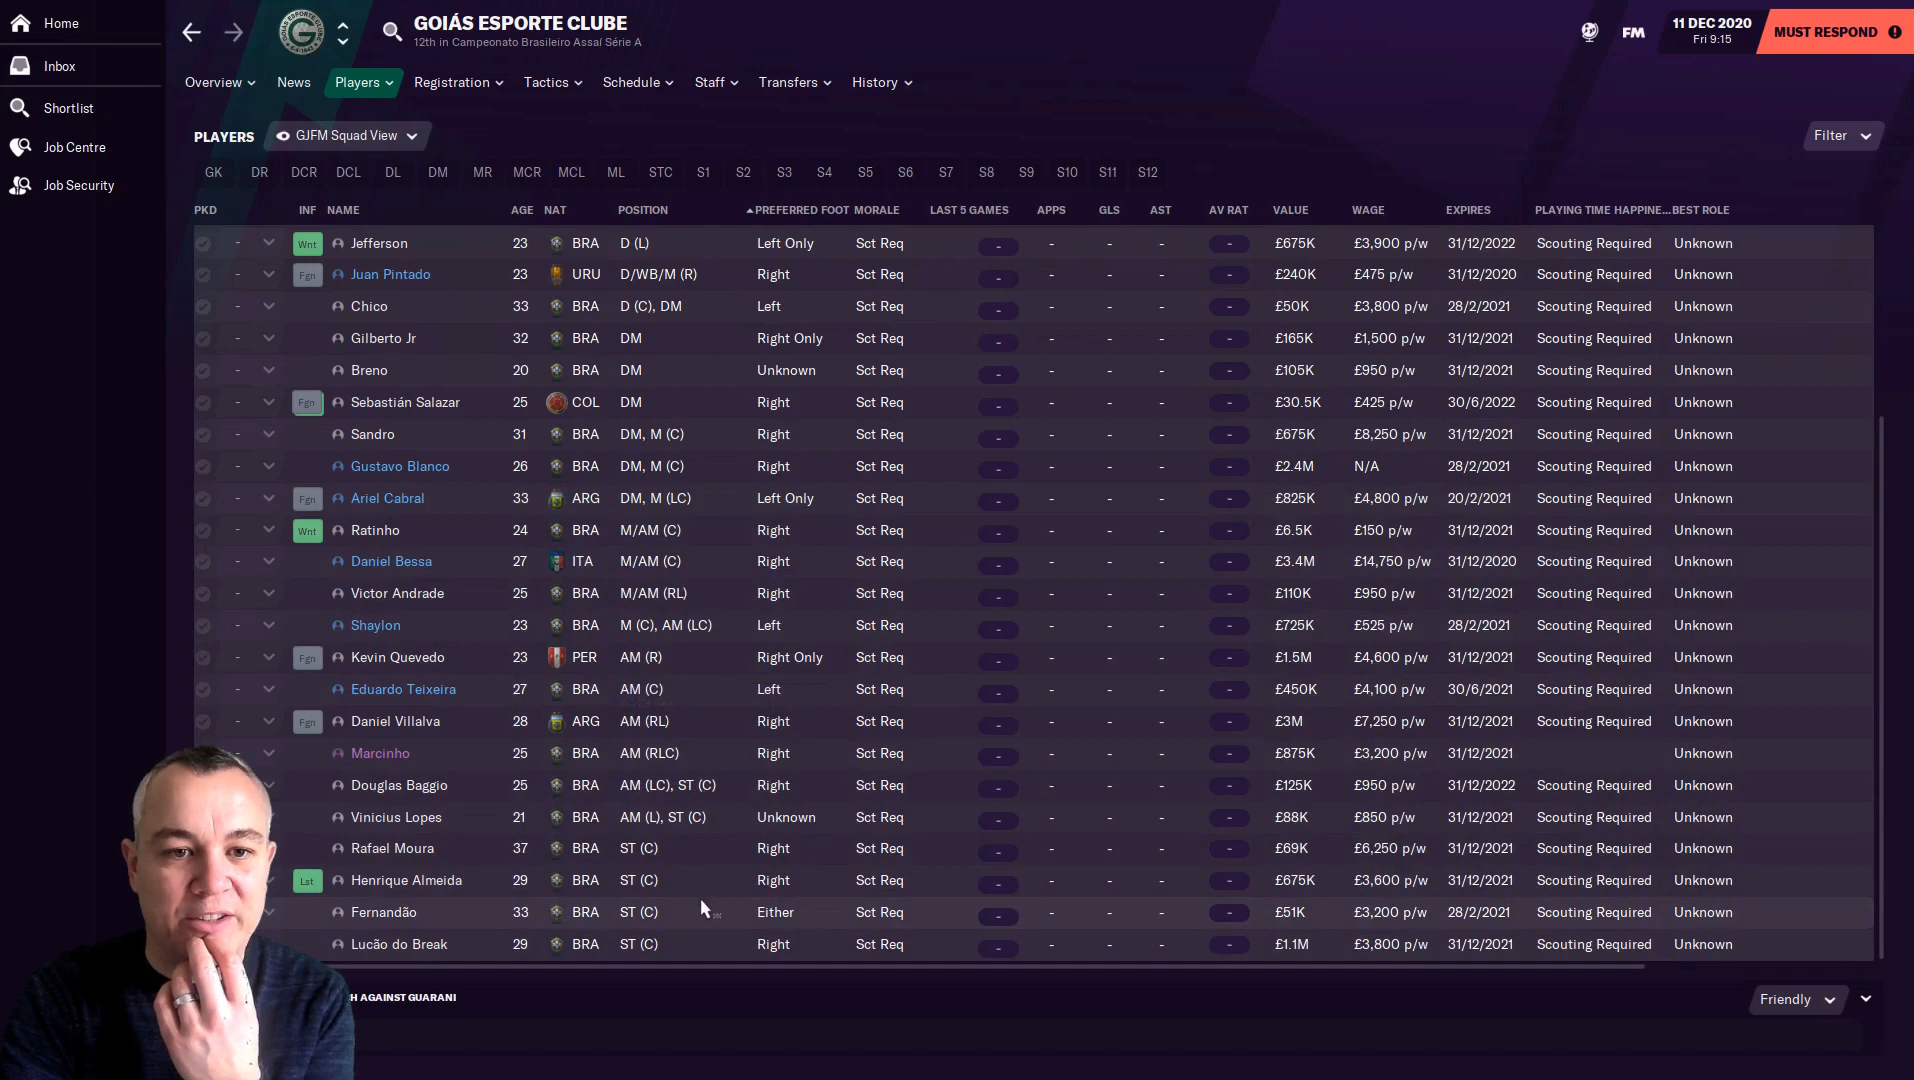 Home
Inbox
Shortlist
Job Centre
Job Security
GOIÁS ESPORTE CLUBE
12th in Campeonato Brasileiro Assaí Série A
FM
11 DEC 2020
Fri 9:15
MUST RESPOND
Overview News Players Registration Tactics Schedule Staff Transfers History
PLAYERS GJFM Squad View Filter
GK DR DCR DCL DL DM MR MCR MCL ML STC S1 S2 S3 S4 S5 S6 S7 S8 S9 S10 S11 S12
PKD INF NAME AGE NAT POSITION PREFERRED FOOT MORALE LAST 5 GAMES APPS GLS AST AV RAT VALUE WAGE EXPIRES PLAYING TIME HAPPINE... BEST ROLE
- Wnt Jefferson 23 BRA D (L) Left Only Sct Req - - - - - £675K £3,900 p/w 31/12/2022 Scouting Required Unknown
- Fgn Juan Pintado 23 URU D/WB/M (R) Right Sct Req - - - - - £240K £475 p/w 31/12/2020 Scouting Required Unknown
- Chico 33 BRA D (C), DM Left Sct Req - - - - - £50K £3,800 p/w 28/2/2021 Scouting Required Unknown
- Gilberto Jr 32 BRA DM Right Only Sct Req - - - - - £165K £1,500 p/w 31/12/2021 Scouting Required Unknown
- Breno 20 BRA DM Unknown Sct Req - - - - - £105K £950 p/w 31/12/2021 Scouting Required Unknown
- Fgn Sebastián Salazar 25 COL DM Right Sct Req - - - - - £30.5K £425 p/w 30/6/2022 Scouting Required Unknown
- Sandro 31 BRA DM, M (C) Right Sct Req - - - - - £675K £8,250 p/w 31/12/2021 Scouting Required Unknown
- Gustavo Blanco 26 BRA DM, M (C) Right Sct Req - - - - - £2.4M N/A 28/2/2021 Scouting Required Unknown
- Fgn Ariel Cabral 33 ARG DM, M (LC) Left Only Sct Req - - - - - £825K £4,800 p/w 20/2/2021 Scouting Required Unknown
- Wnt Ratinho 24 BRA M/AM (C) Right Sct Req - - - - - £6.5K £150 p/w 31/12/2021 Scouting Required Unknown
- Daniel Bessa 27 ITA M/AM (C) Right Sct Req - - - - - £3.4M £14,750 p/w 31/12/2020 Scouting Required Unknown
- Victor Andrade 25 BRA M/AM (RL) Right Sct Req - - - - - £110K £950 p/w 31/12/2021 Scouting Required Unknown
- Shaylon 23 BRA M (C), AM (LC) Left Sct Req - - - - - £725K £525 p/w 28/2/2021 Scouting Required Unknown
- Fgn Kevin Quevedo 23 PER AM (R) Right Only Sct Req - - - - - £1.5M £4,600 p/w 31/12/2021 Scouting Required Unknown
- Eduardo Teixeira 27 BRA AM (C) Left Sct Req - - - - - £450K £4,100 p/w 30/6/2021 Scouting Required Unknown
- Fgn Daniel Villalva 28 ARG AM (RL) Right Sct Req - - - - - £3M £7,250 p/w 31/12/2021 Scouting Required Unknown
- Marcinho 25 BRA AM (RLC) Right Sct Req - - - - - £875K £3,200 p/w 31/12/2021 Unknown
Douglas Baggio 25 BRA AM (LC), ST (C) Right Sct Req - - - - - £125K £950 p/w 31/12/2022 Scouting Required Unknown
Vinicius Lopes 21 BRA AM (L), ST (C) Unknown Sct Req - - - - - £88K £850 p/w 31/12/2021 Scouting Required Unknown
Rafael Moura 37 BRA ST (C) Right Sct Req - - - - - £69K £6,250 p/w 31/12/2021 Scouting Required Unknown
Lst Henrique Almeida 29 BRA ST (C) Right Sct Req - - - - - £675K £3,600 p/w 31/12/2021 Scouting Required Unknown
Fernandão 33 BRA ST (C) Either Sct Req - - - - - £51K £3,200 p/w 28/2/2021 Scouting Required Unknown
Lucão do Break 29 BRA ST (C) Right Sct Req - - - - - £1.1M £3,800 p/w 31/12/2021 Scouting Required Unknown
H AGAINST GUARANI Friendly